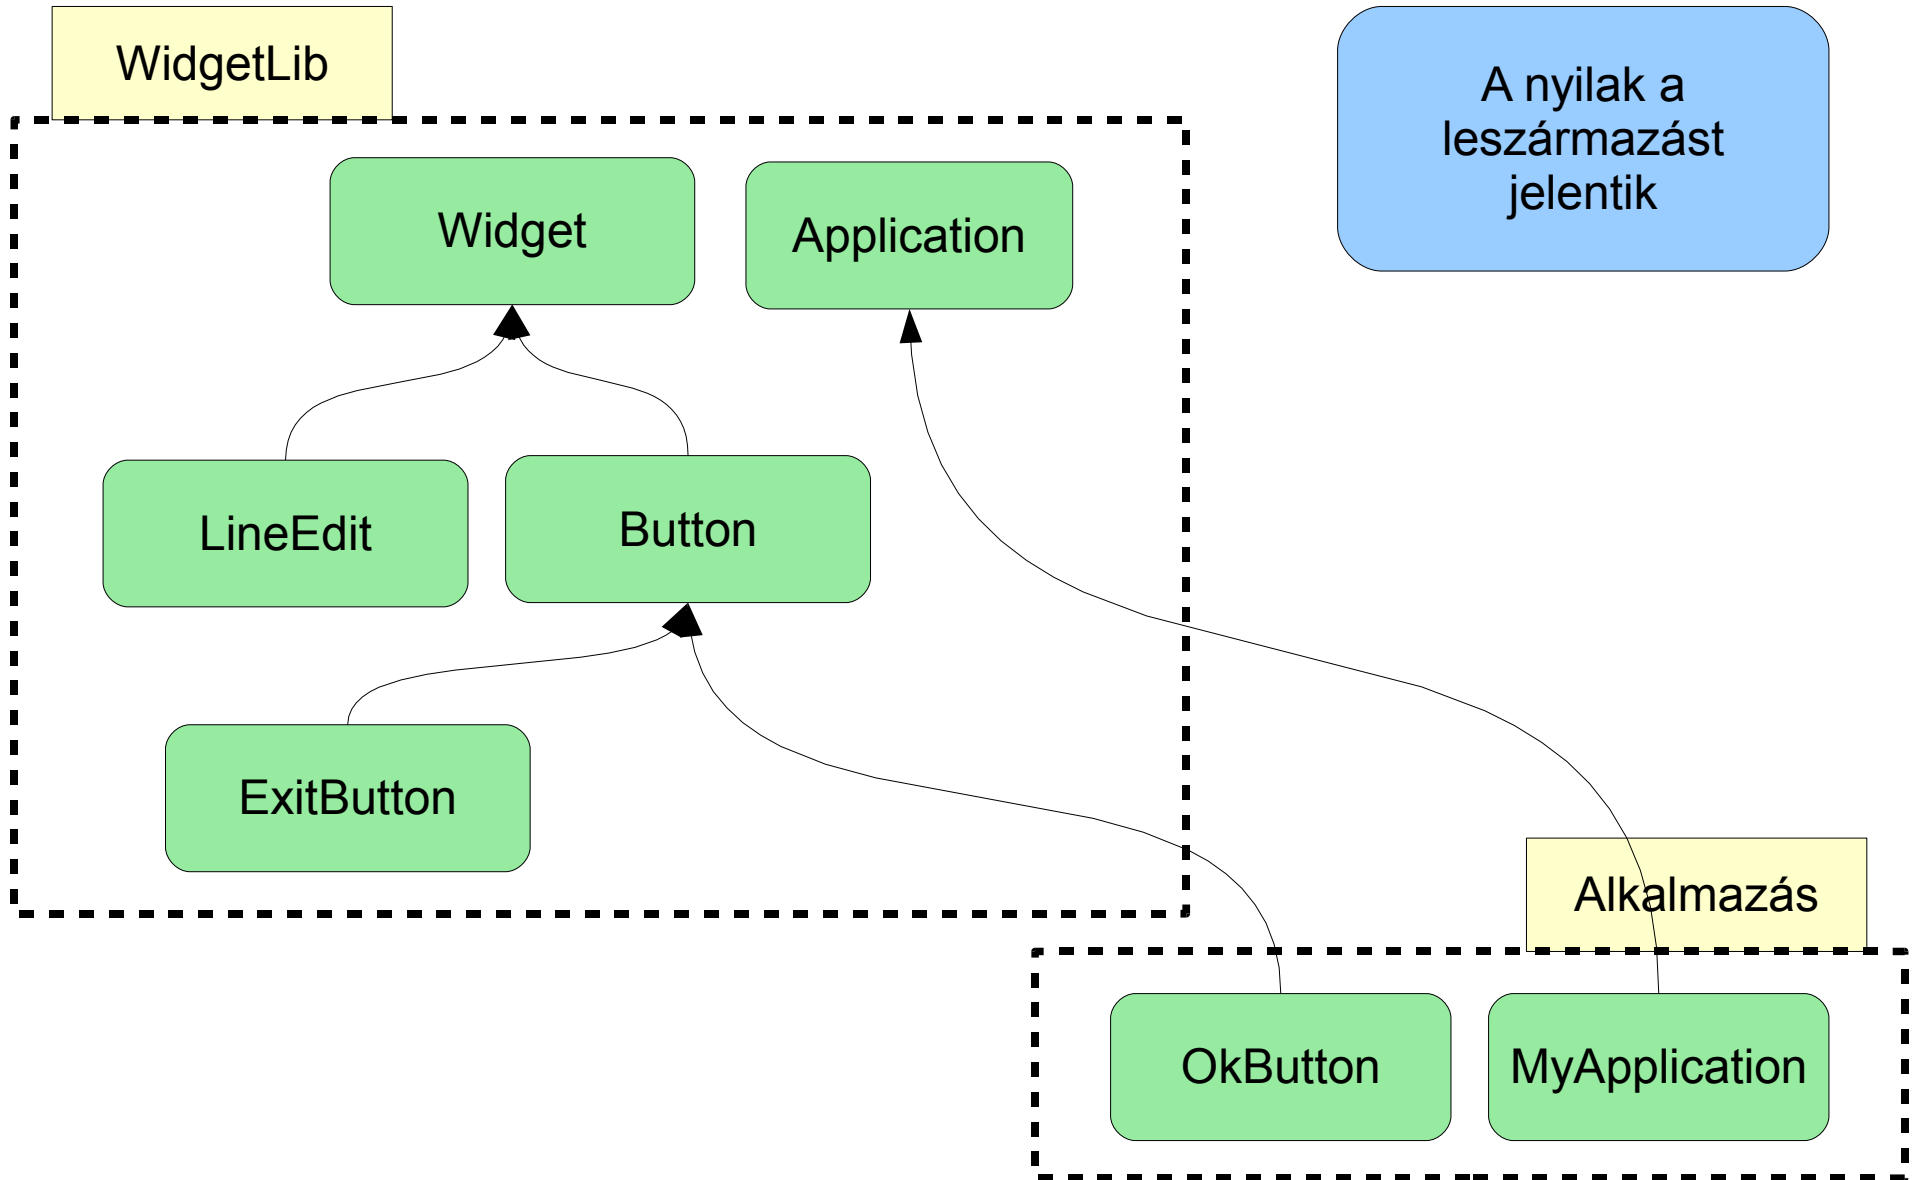 WidgetLib
A nyilak a
leszármazást
jelentik
Widget
Application
LineEdit
Button
ExitButton
Alkalmazás
OkButton
MyApplication